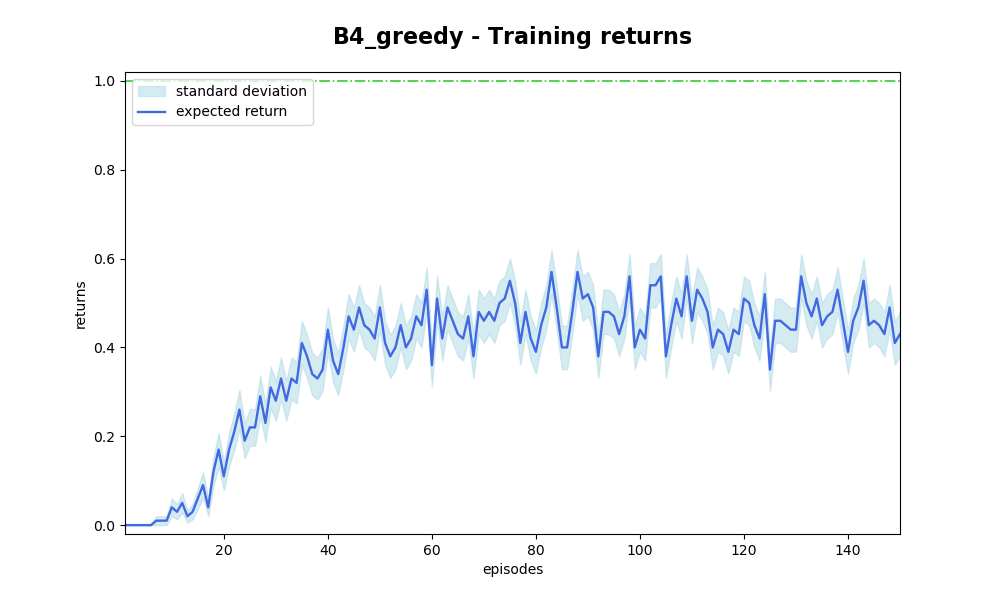 B4_greedy - Training returns
standard deviation
expected return
1.0
0.8
0.6
0.4
0.2
0.0
returns
20 40 60 80 100 120 140
episodes